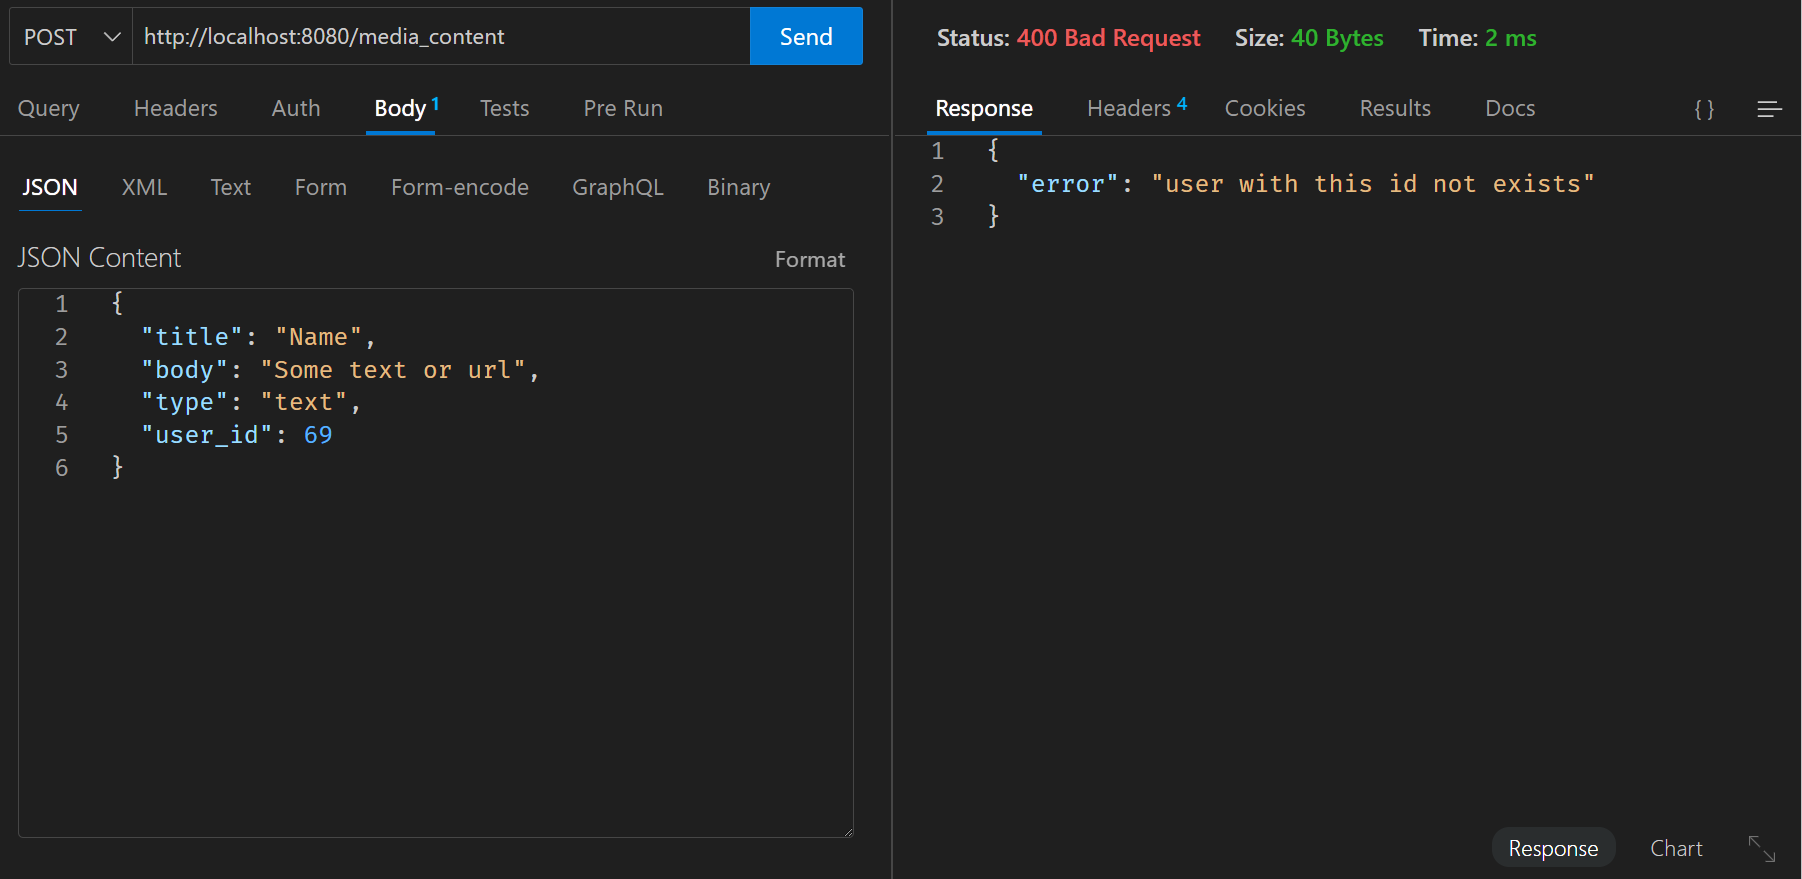 POST http://localhost:8080/media_content Send
Query Headers Auth Body 1 Tests Pre Run
JSON XML Text Form Form-encode GraphQL Binary
JSON Content Format
1 {
2 "title": "Name",
3 "body": "Some text or url",
4 "type": "text",
5 "user_id": 69
6 }
Status: 400 Bad Request Size: 40 Bytes Time: 2 ms
Response Headers 4 Cookies Results Docs { }
1 {
2 "error": "user with this id not exists"
3 }
Response Chart